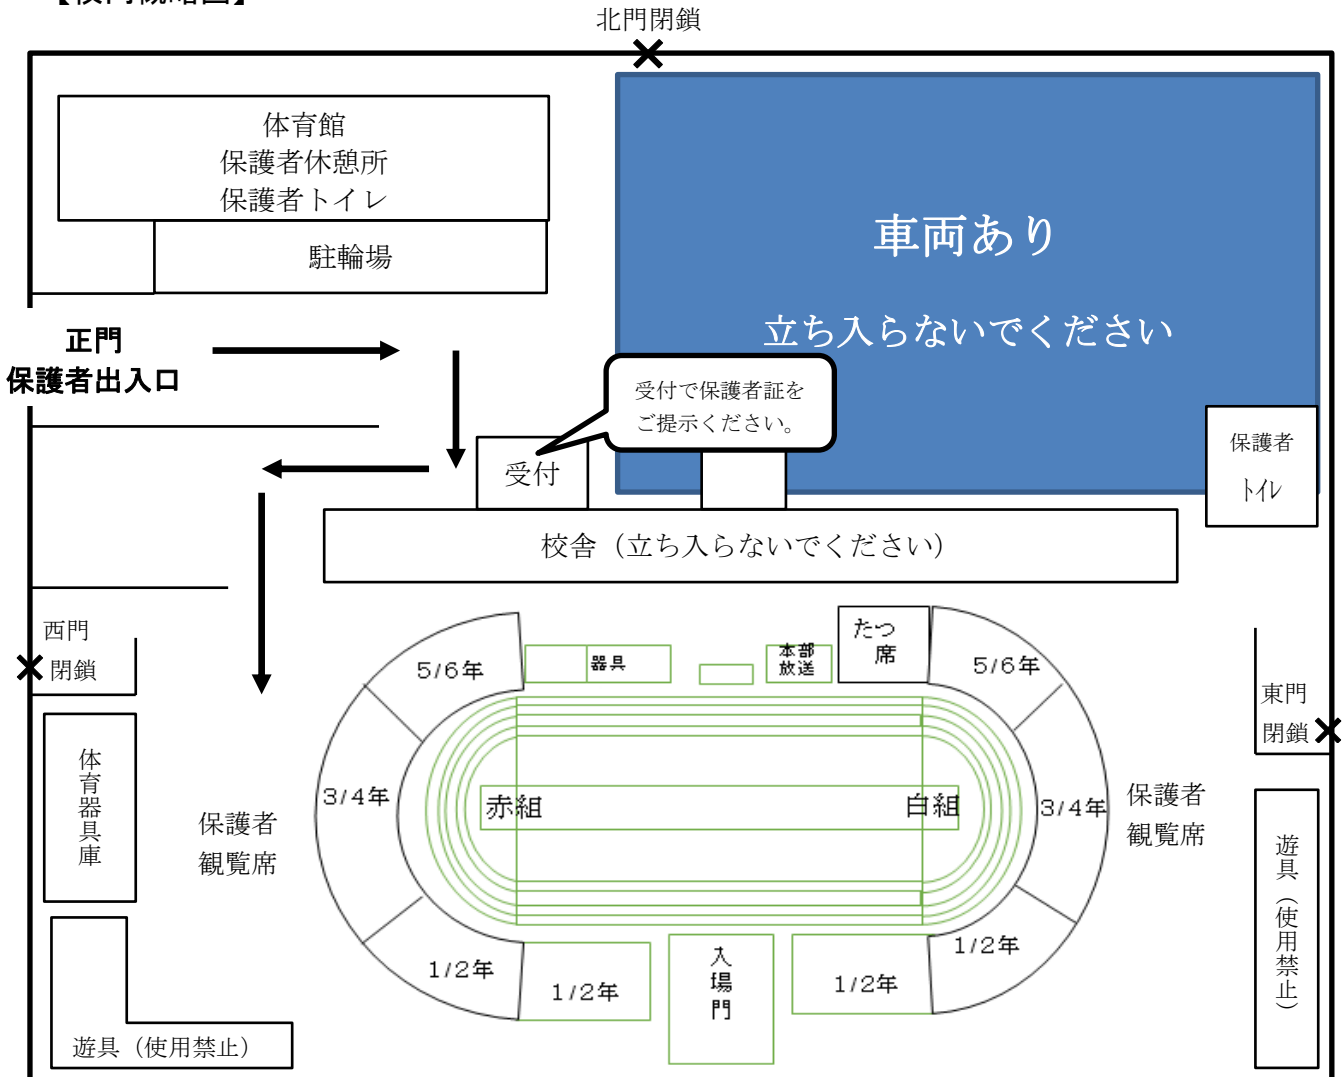 【校門概略図】
北門閉鎖
体育館
保護者休憩所
保護者トイレ
駐輪場
車両あり
立ち入らないでください
正門
保護者出入口
受付で保護者証を
ご提示ください。
受付
保護者
トイレ
校舎（立ち入らないでください）
西門
閉鎖
5/6年
器具
本部
放送
たつ
席
5/6年
東門
閉鎖
体育器具庫
保護者
観覧席
3/4年
赤組
白組
3/4年
保護者
観覧席
遊具（使用禁止）
1/2年
1/2年
入場門
1/2年
1/2年
遊具（使用禁止）